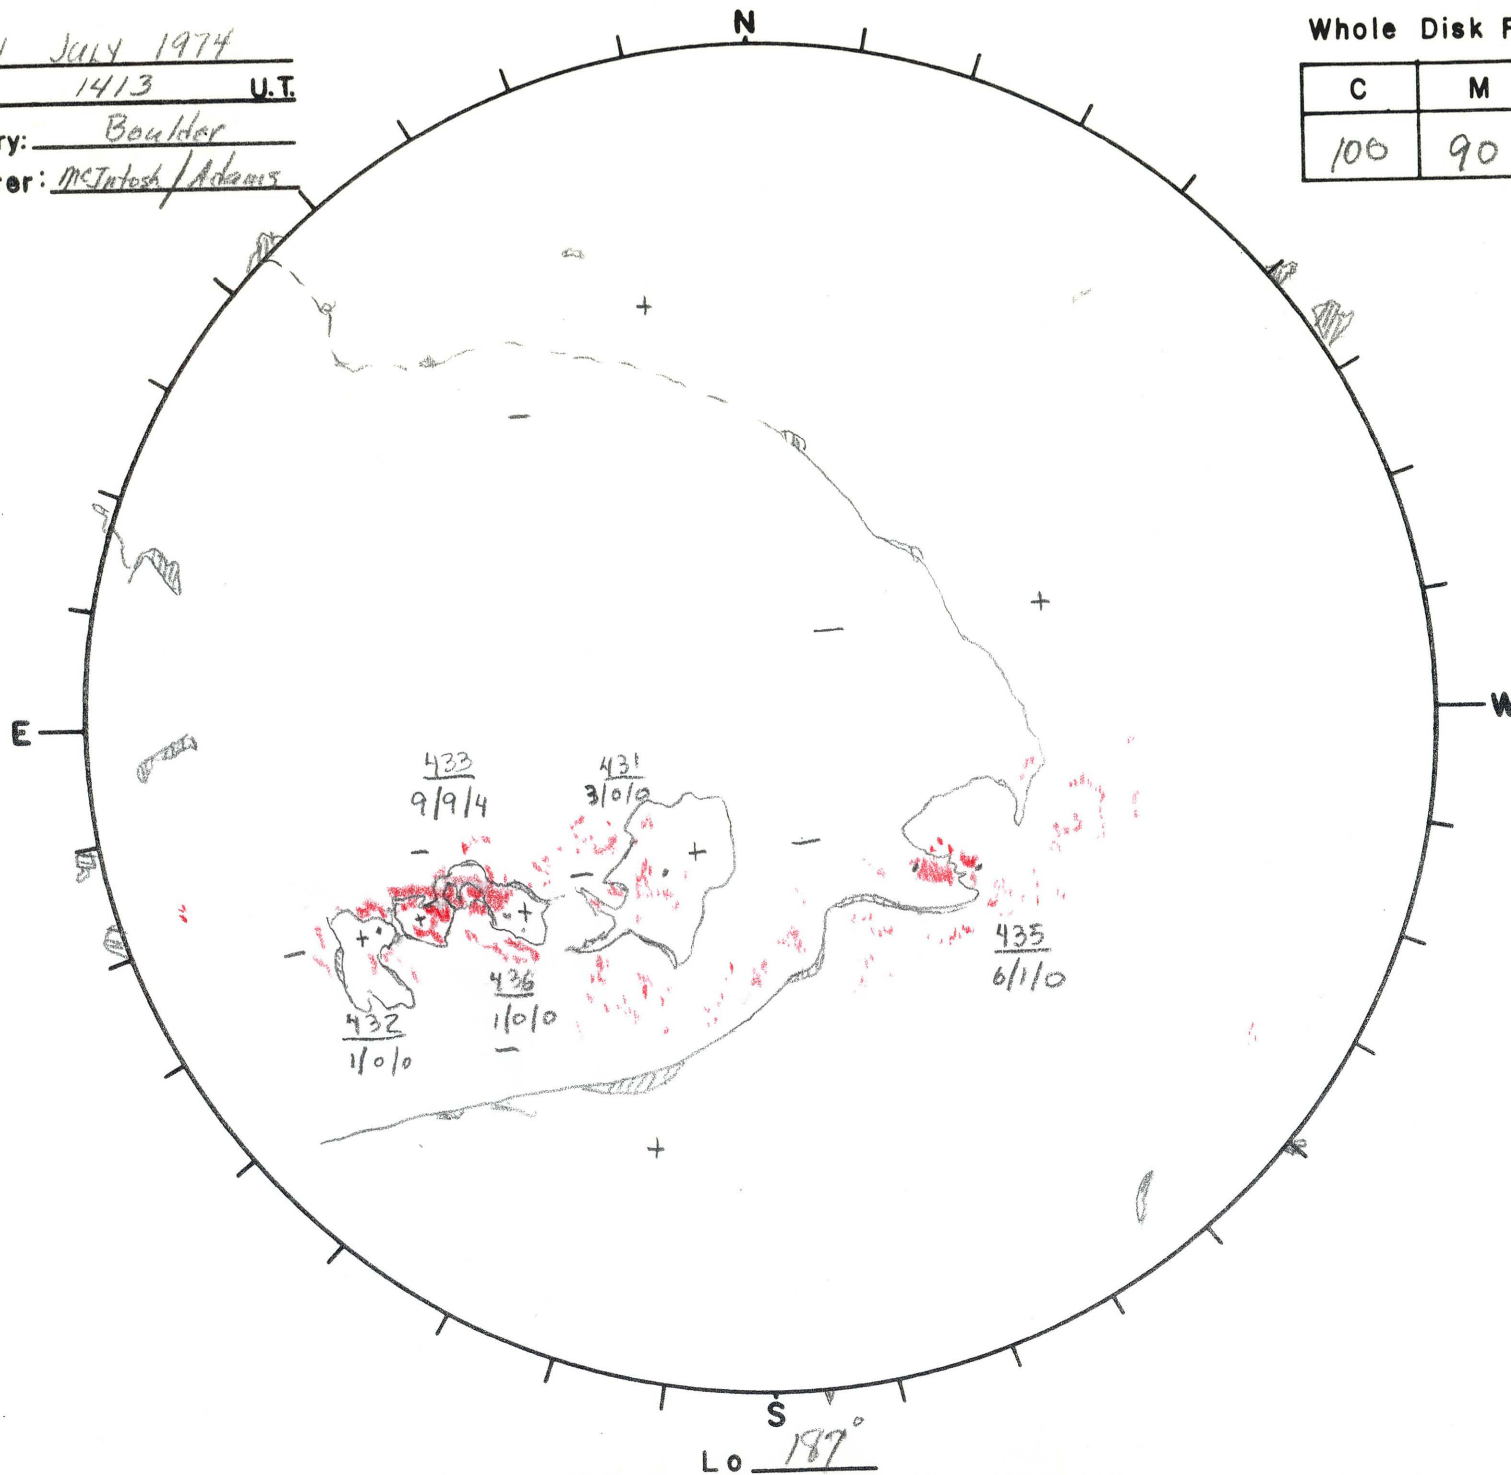 July 1974
1413 U.T.
ry: Boulder
er: McIntosh/Adams
N
Whole Disk F
C M
100 90
+
−
+
−
E
W
433
9/9/4
431
3/0/0
−
+
−
−
+
+
-+
−
435
6/1/0
436
1/0/0
432
1/0/0
−
+
S
Lo 187°